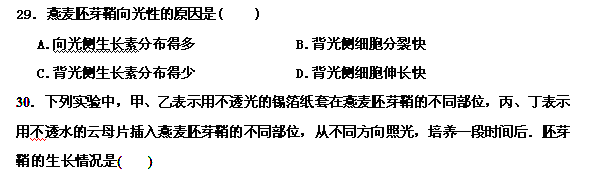 29. 燕麦胚芽鞘向光性的原因是(　　)
A.向光侧生长素分布得多　　B.背光侧细胞分裂快
C.背光侧生长素分布得少　　D.背光侧细胞伸长快
30. 下列实验中，甲、乙表示用不透光的锡箔纸套在燕麦胚芽鞘的不同部位，丙、丁表示
用不透水的云母片插入燕麦胚芽鞘的不同部位，从不同方向照光，培养一段时间后．胚芽
鞘的生长情况是(　　)